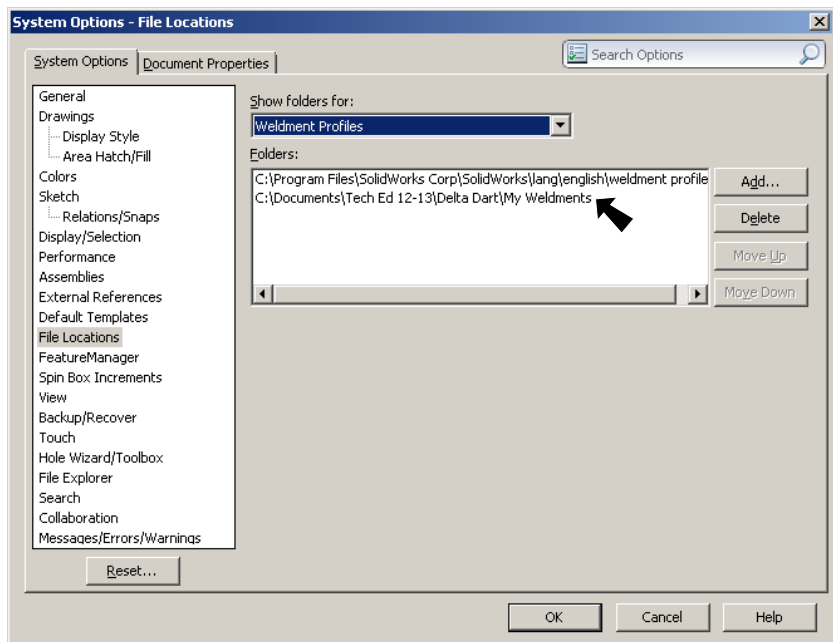 System Options - File Locations
System Options
Document Properties
Search Options
General
Drawings
Display Style
Area Hatch/Fill
Colors
Sketch
Relations/Snaps
Display/Selection
Performance
Assemblies
External References
Default Templates
File Locations
FeatureManager
Spin Box Increments
View
Backup/Recover
Touch
Hole Wizard/Toolbox
File Explorer
Search
Collaboration
Messages/Errors/Warnings
Reset...
Show folders for:
Weldment Profiles
Folders:
C:\Program Files\SolidWorks Corp\SolidWorks\lang\english\weldment profile
C:\Documents\Tech Ed 12-13\Delta Dart\My Weldments
Add...
Delete
Move Up
Move Down
OK
Cancel
Help